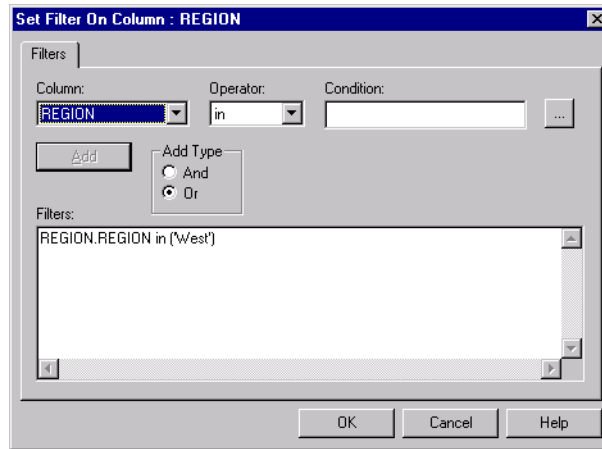 Set Filter On Column : REGION
Filters
Column: Operator: Condition:
REGION in ...
Add
Add Type
And
Or
Filters:
REGION.REGION in ('West')
OK Cancel Help